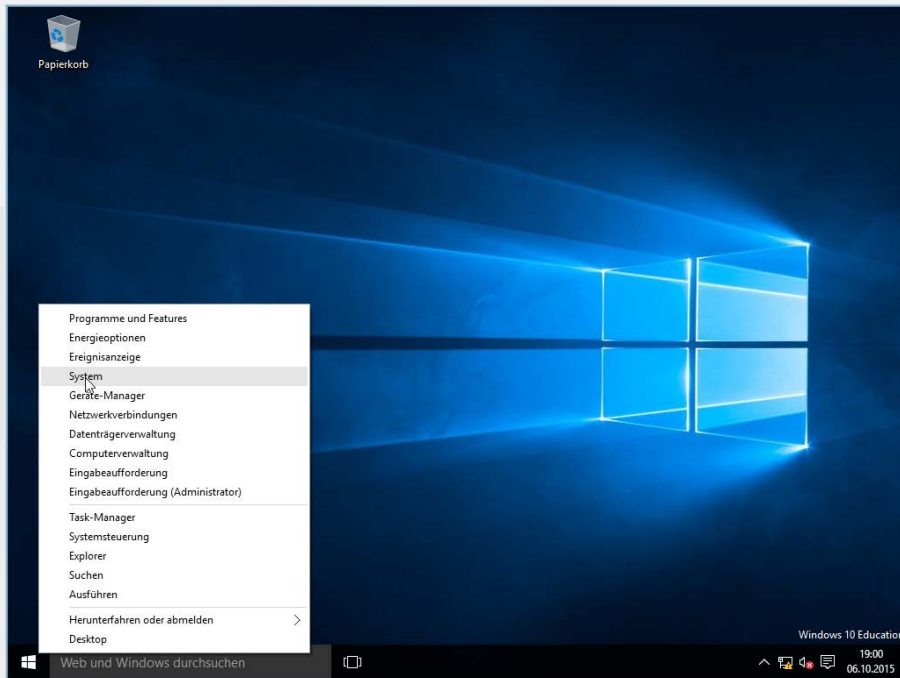 Papierkorb
Programme und Features
Energieoptionen
Ereignisanzeige
System
Geräte-Manager
Netzwerkverbindungen
Datenträgerverwaltung
Computerverwaltung
Eingabeaufforderung
Eingabeaufforderung (Administrator)
Task-Manager
Systemsteuerung
Explorer
Suchen
Ausführen
Herunterfahren oder abmelden
Desktop
Windows 10 Education
Web und Windows durchsuchen
19:00
06.10.2015